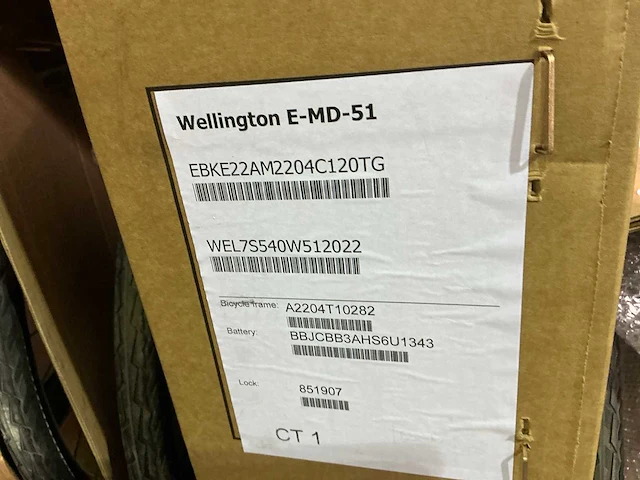 Wellington E-MD-51
EBKE22AM2204C120TG
WEL7S540W512022
Bicycle frame: A2204T10282
Battery: BBJCBB3AHS6U1343
Lock: 851907
CT 1